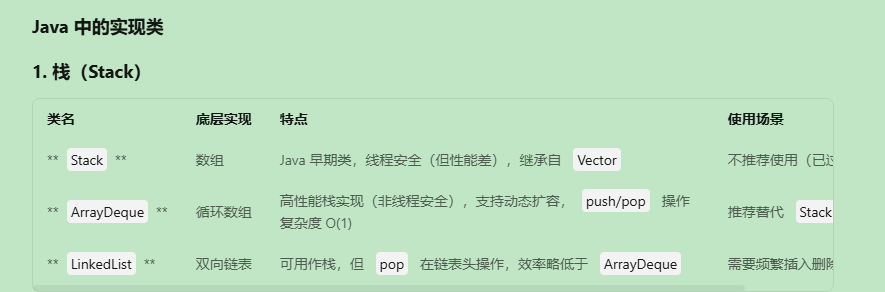 Java 中的实现类
1. 栈（Stack）
类名 底层实现 特点 使用场景
** Stack ** 数组 Java 早期类，线程安全（但性能差），继承自 Vector 不推荐使用（已过
** ArrayDeque ** 循环数组 高性能栈实现（非线程安全），支持动态扩容， push/pop 操作
复杂度 O(1) 推荐替代 Stack
** LinkedList ** 双向链表 可用作栈，但 pop 在链表头操作，效率略低于 ArrayDeque 需要频繁插入删除